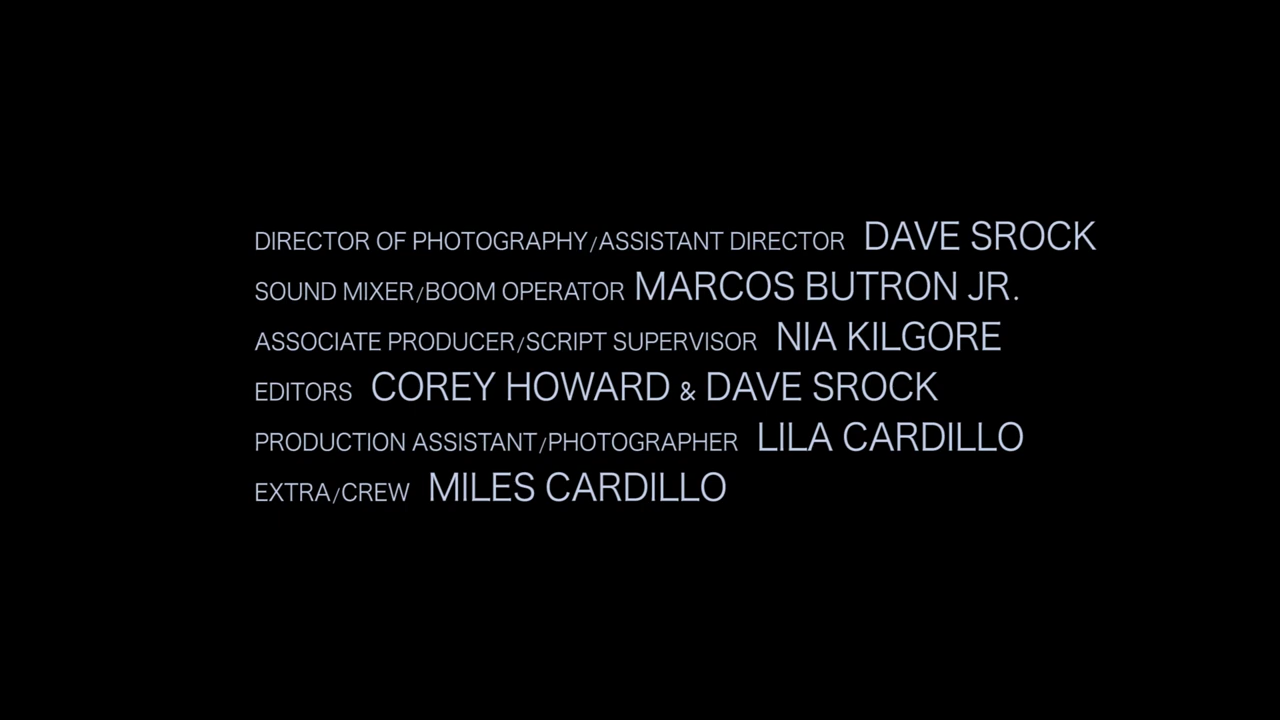 DIRECTOR OF PHOTOGRAPHY/ASSISTANT DIRECTOR DAVE SROCK
SOUND MIXER/BOOM OPERATOR MARCOS BUTRON JR.
ASSOCIATE PRODUCER/SCRIPT SUPERVISOR NIA KILGORE
EDITORS COREY HOWARD & DAVE SROCK
PRODUCTION ASSISTANT/PHOTOGRAPHER LILA CARDILLO
EXTRA/CREW MILES CARDILLO